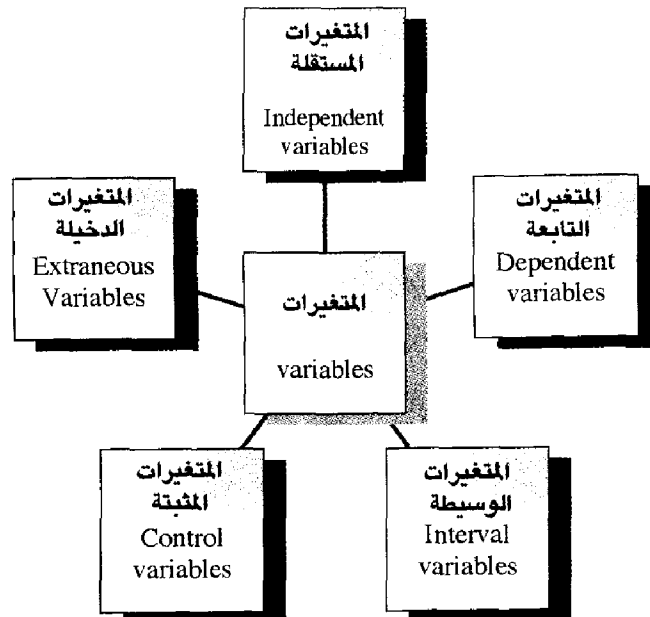 المتغيرات
المستقلة
Independent
variables
المتغيرات
الدخيلة
Extraneous
Variables
المتغيرات
التابعة
Dependent
variables
المتغيرات
variables
المتغيرات
المثبتة
Control
variables
المتغيرات
الوسيطة
Interval
variables